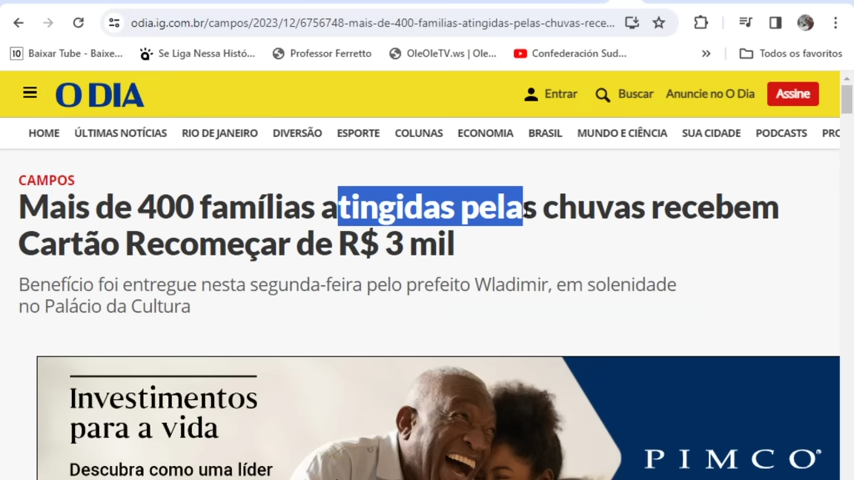 odia.ig.com.br/campos/2023/12/6756748-mais-de-400-familias-atingidas-pelas-chuvas-rece...
Baixar Tube - Baixe... Se Liga Nessa Histó... Professor Ferretto OleOleTV.ws | Ole... Confederación Sud... » Todos os favoritos
O DIA Entrar Buscar Anuncie no O Dia Assine
HOME ÚLTIMAS NOTÍCIAS RIO DE JANEIRO DIVERSÃO ESPORTE COLUNAS ECONOMIA BRASIL MUNDO E CIÊNCIA SUA CIDADE PODCASTS PRO
CAMPOS
Mais de 400 famílias atingidas pelas chuvas recebem
Cartão Recomeçar de R$ 3 mil
Benefício foi entregue nesta segunda-feira pelo prefeito Wladimir, em solenidade
no Palácio da Cultura
Investimentos
para a vida
Descubra como uma líder
PIMCO